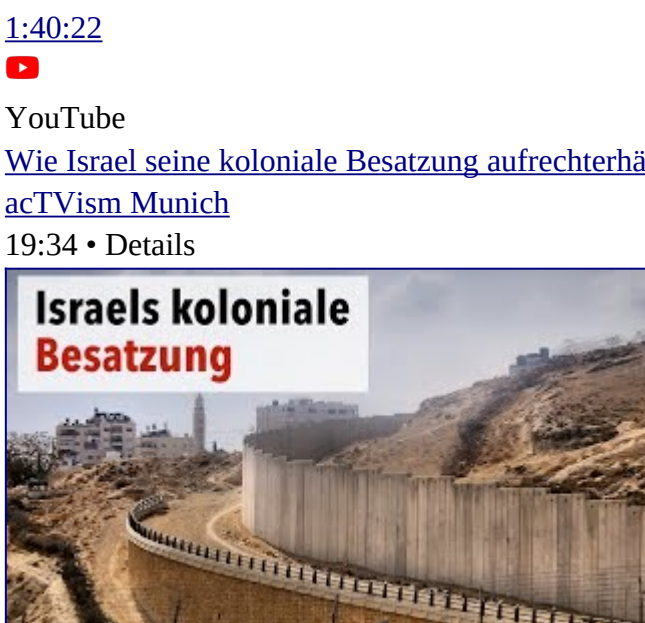 1:40:22
YouTube
Wie Israel seine koloniale Besatzung aufrechterhä
acTVism Munich
19:34 • Details
Israels koloniale
Besatzung